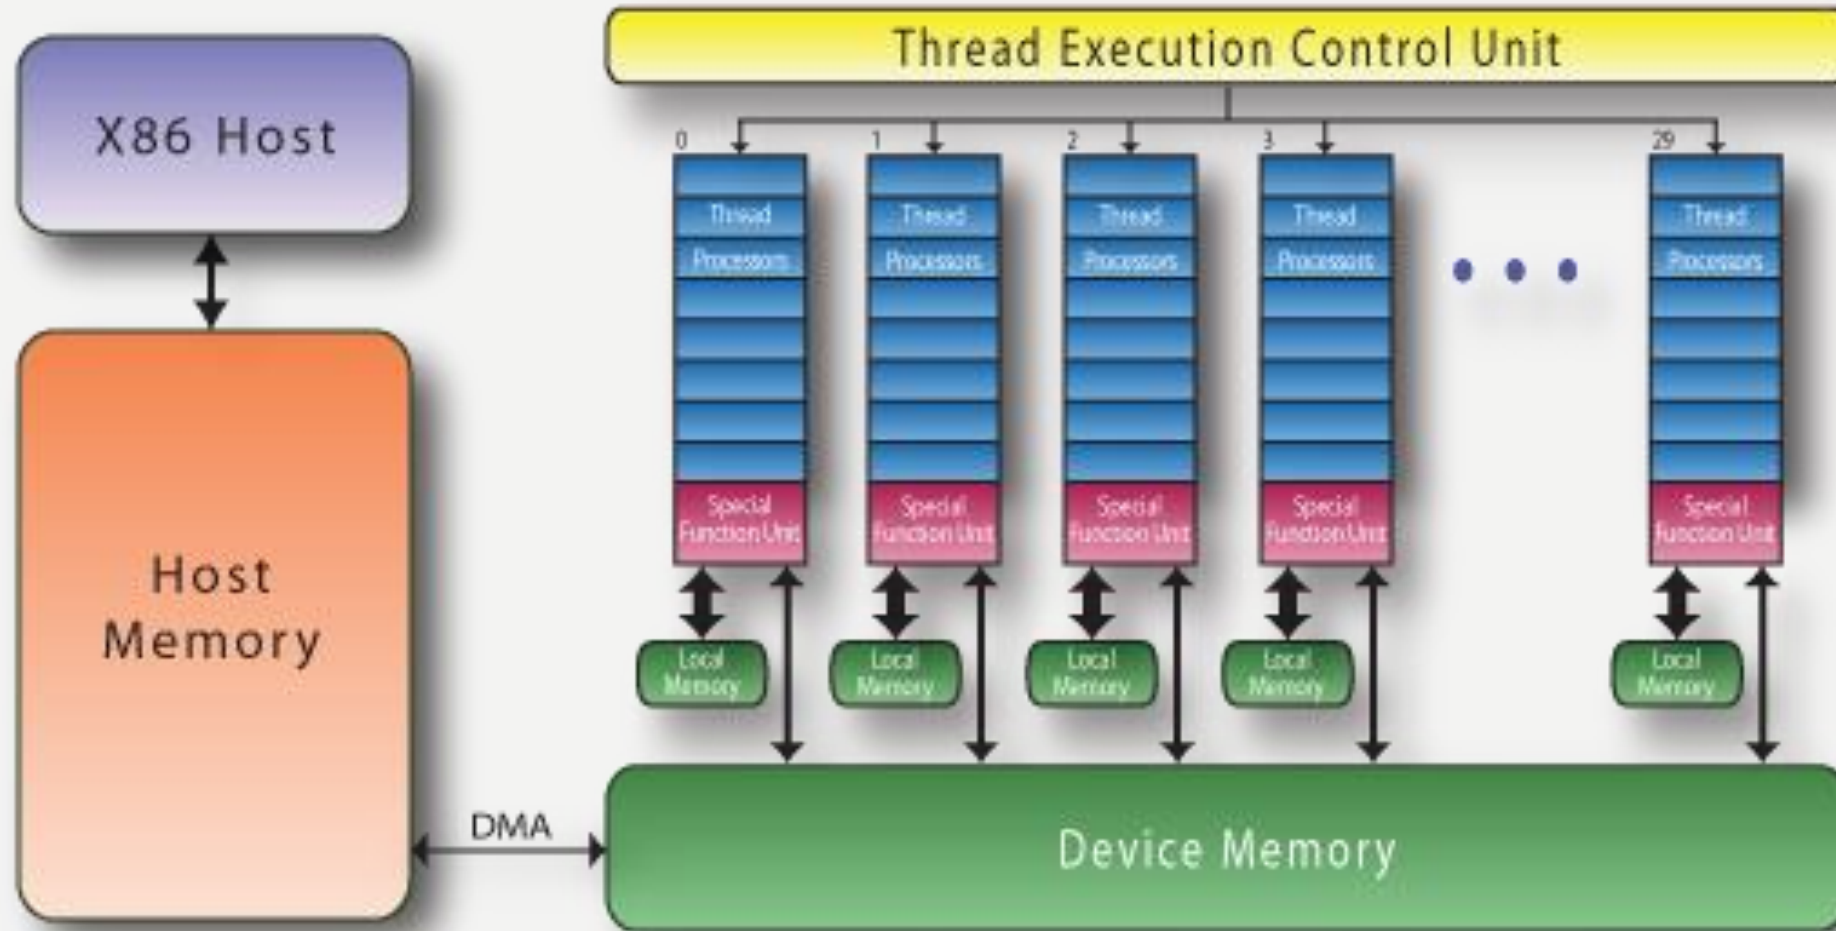 Thread Execution Control Unit
X86 Host
0
1
2
3
29
Thread
Processors
Thread
Processors
Thread
Processors
Thread
Processors
Thread
Processors
Special
Function Unit
Special
Function Unit
Special
Function Unit
Special
Function Unit
Special
Function Unit
Host
Memory
Local
Memory
Local
Memory
Local
Memory
Local
Memory
Local
Memory
DMA
Device Memory